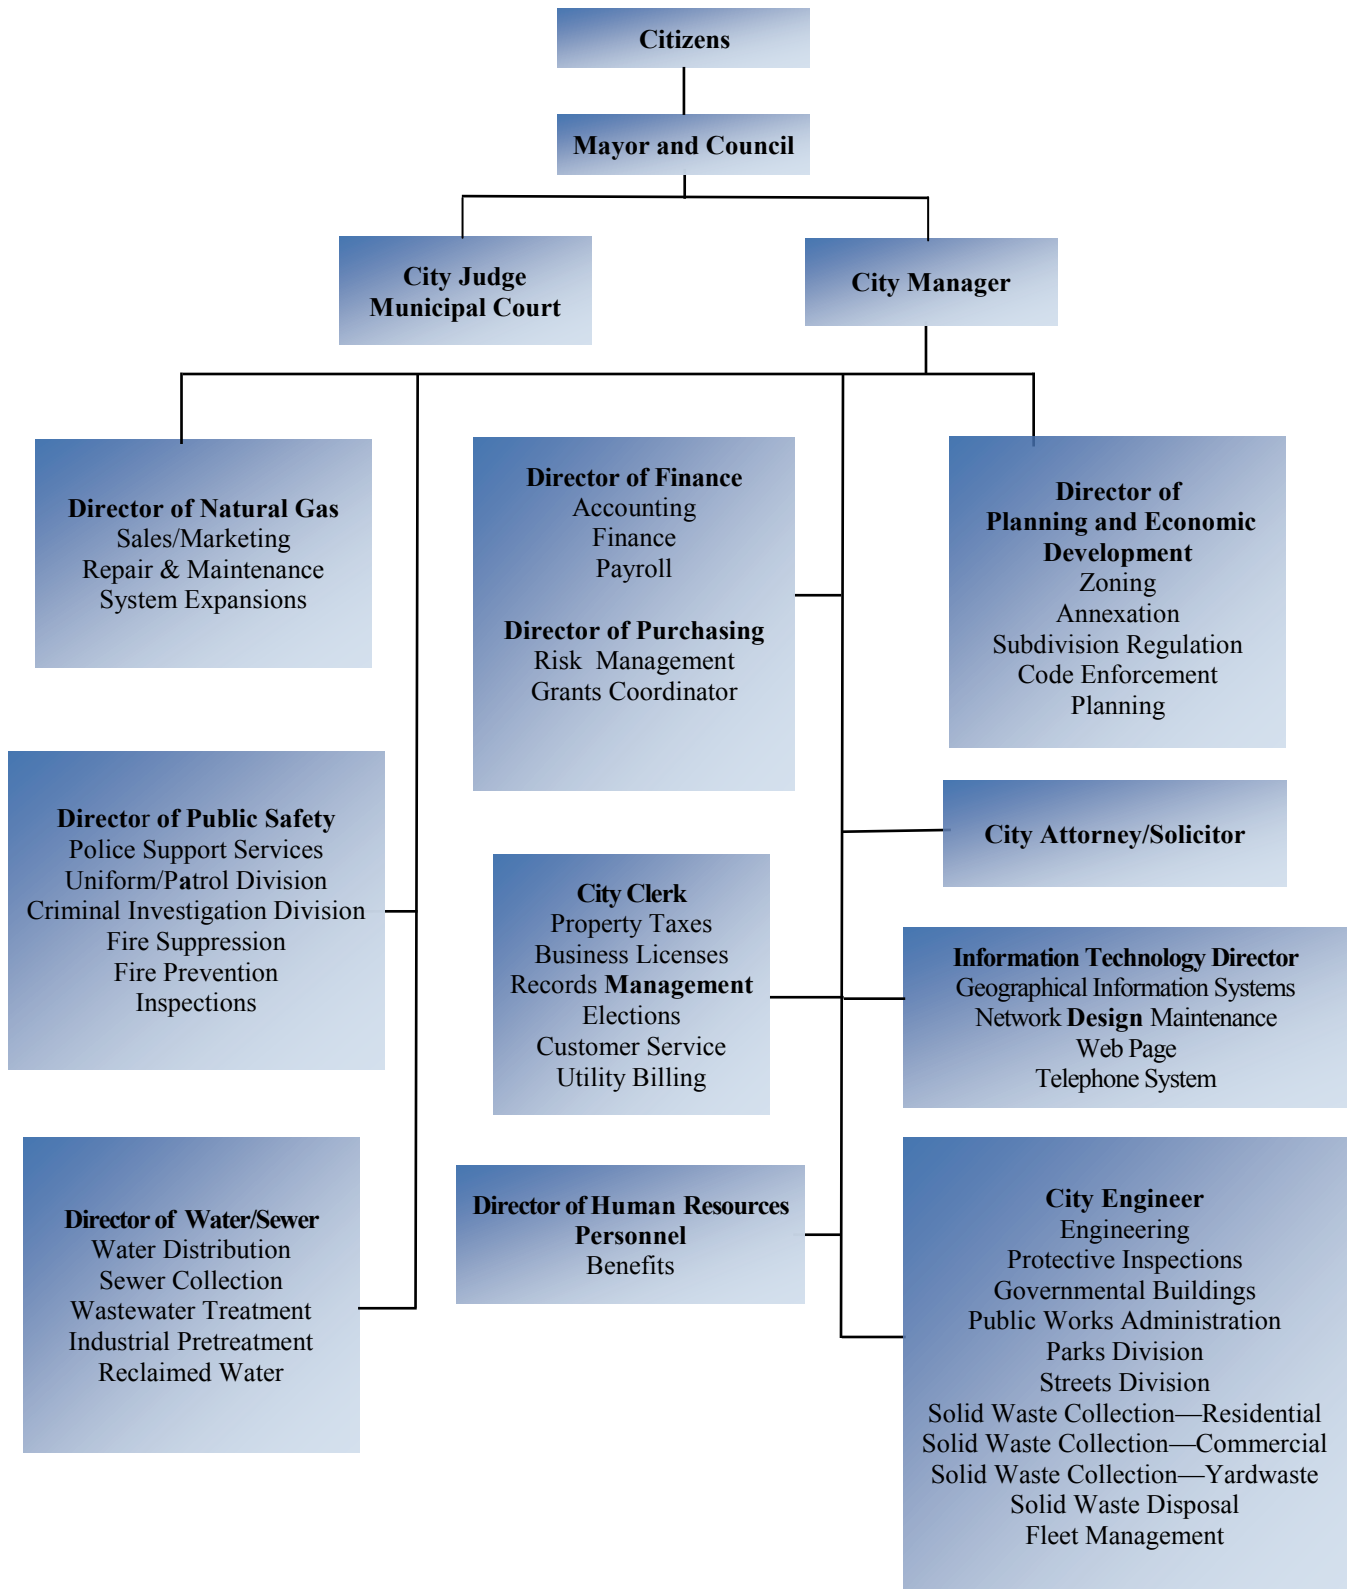 Citizens
Mayor and Council
City Judge
Municipal Court
City Manager
Director of Natural Gas
Sales/Marketing
Repair & Maintenance
System Expansions
Director of Finance
Accounting
Finance
Payroll
Director of Purchasing
Risk Management
Grants Coordinator
Director of
Planning and Economic
Development
Zoning
Annexation
Subdivision Regulation
Code Enforcement
Planning
Director of Public Safety
Police Support Services
Uniform/Patrol Division
Criminal Investigation Division
Fire Suppression
Fire Prevention
Inspections
City Attorney/Solicitor
City Clerk
Property Taxes
Business Licenses
Records Management
Elections
Customer Service
Utility Billing
Information Technology Director
Geographical Information Systems
Network Design Maintenance
Web Page
Telephone System
Director of Water/Sewer
Water Distribution
Sewer Collection
Wastewater Treatment
Industrial Pretreatment
Reclaimed Water
Director of Human Resources
Personnel
Benefits
City Engineer
Engineering
Protective Inspections
Governmental Buildings
Public Works Administration
Parks Division
Streets Division
Solid Waste Collection—Residential
Solid Waste Collection—Commercial
Solid Waste Collection—Yardwaste
Solid Waste Disposal
Fleet Management